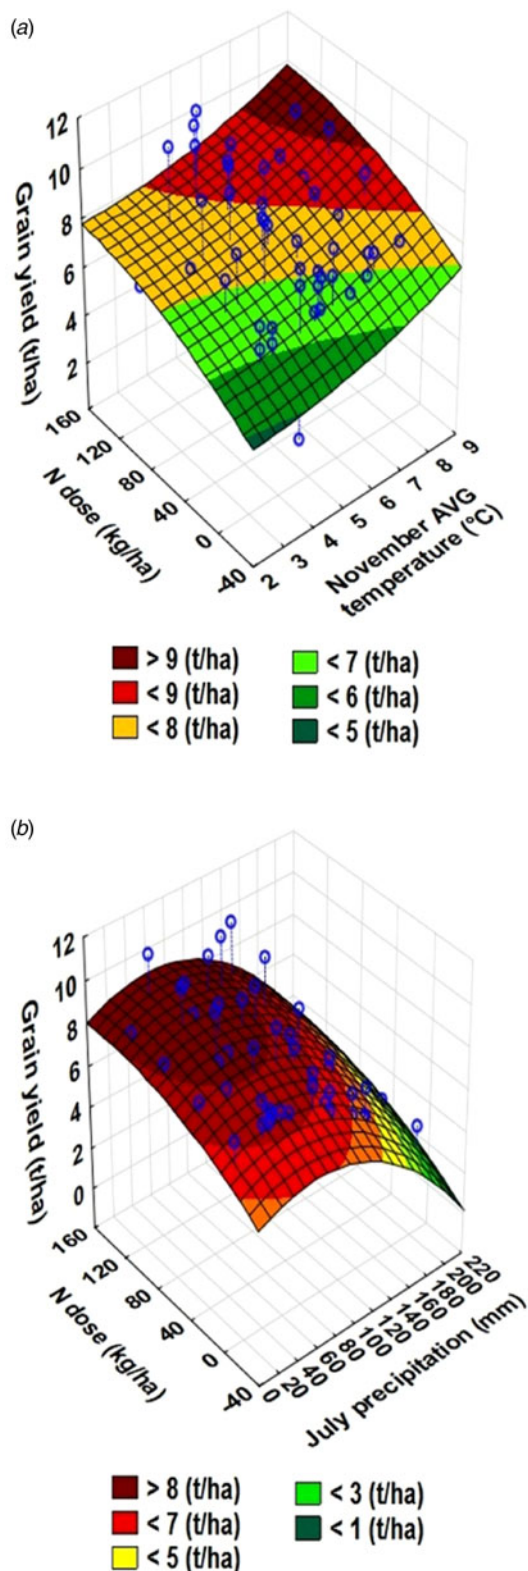 (a)
12
10
8
6
4
2
Grain yield (t/ha)
160
120
80
40
0
-40
N dose (kg/ha)
2
3
4
5
6
7
8
9
November AVG
temperature (°C)
> 9 (t/ha)
< 9 (t/ha)
< 8 (t/ha)
< 7 (t/ha)
< 6 (t/ha)
< 5 (t/ha)
(b)
12
10
8
6
4
2
0
Grain yield (t/ha)
160
120
80
40
0
-40
N dose (kg/ha)
0
20
40
60
80
100
120
140
160
180
200
220
July precipitation (mm)
> 8 (t/ha)
< 7 (t/ha)
< 5 (t/ha)
< 3 (t/ha)
< 1 (t/ha)